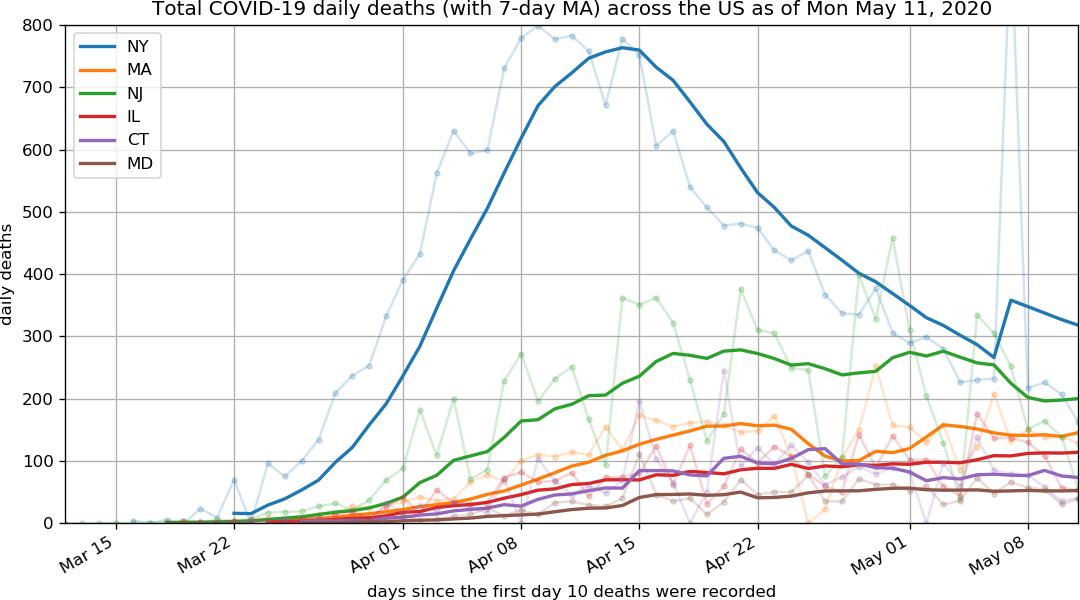 Total COVID-19 daily deaths (with 7-day MA) across the US as of Mon May 11, 2020
800
700
600
500
400
300
200
100
0
daily deaths
NY
MA
NJ
IL
CT
MD
Mar 15
Mar 22
Apr 01
Apr 08
Apr 15
Apr 22
May 01
May 08
days since the first day 10 deaths were recorded